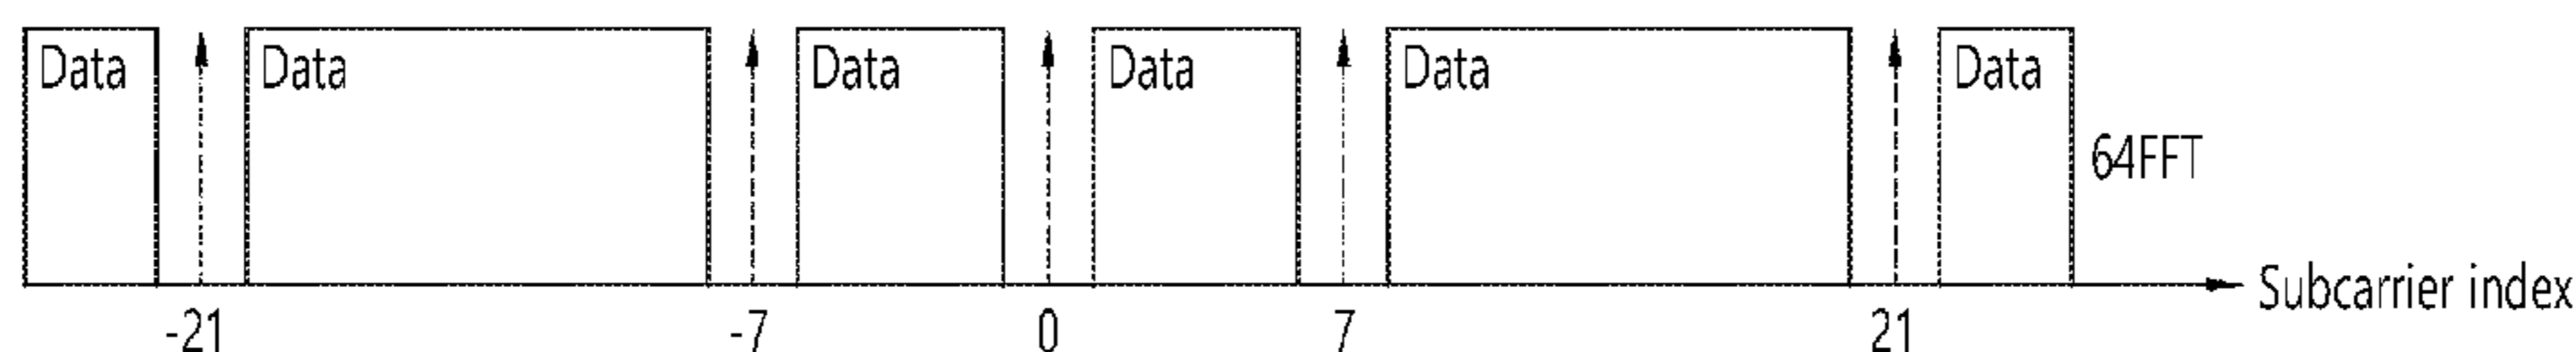 Data Data Data Data Data Data
64FFT
Subcarrier index
-21 -7 0 7 21